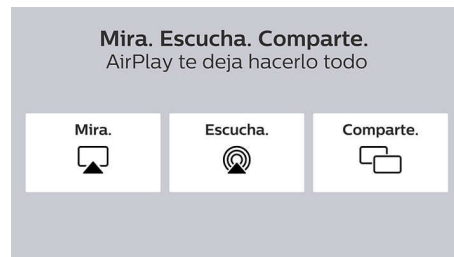 Mira. Escucha. Comparte.
AirPlay te deja hacerlo todo
Mira.
Escucha.
Comparte.